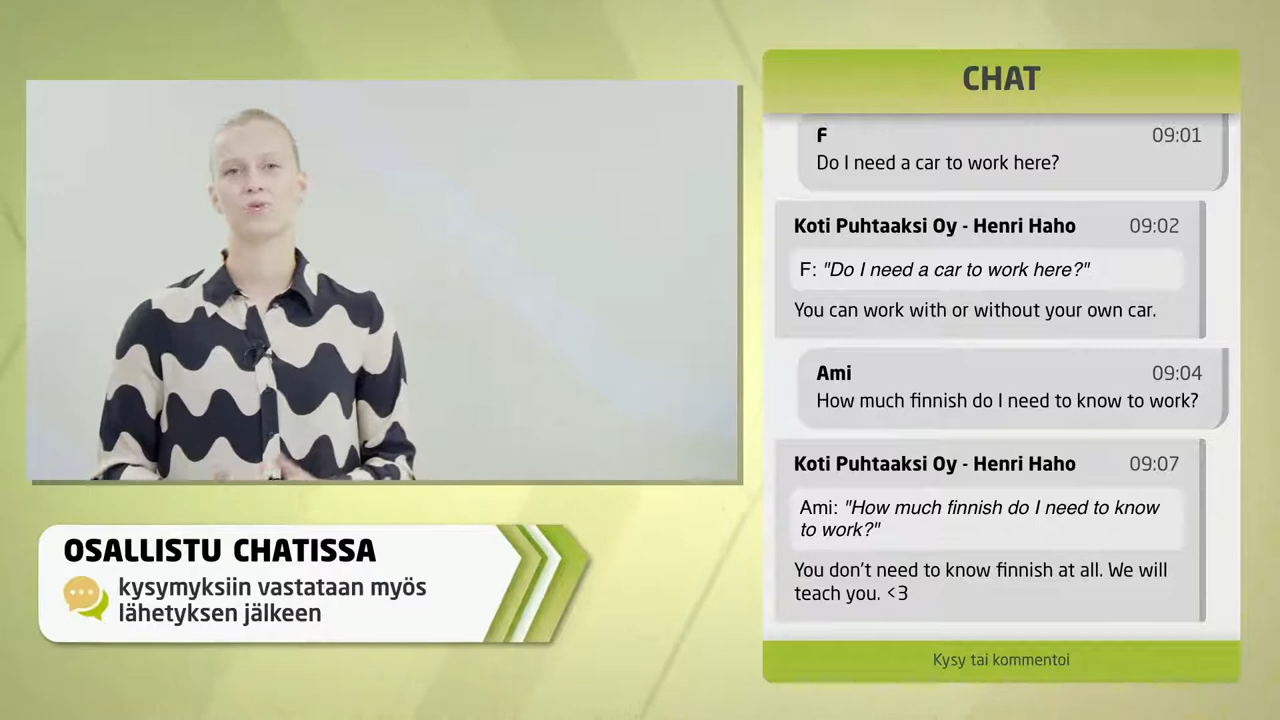 CHAT
F 09:01
Do I need a car to work here?
Koti Puhtaaksi Oy - Henri Haho 09:02
F: "Do I need a car to work here?"
You can work with or without your own car.
Ami 09:04
How much finnish do I need to know to work?
Koti Puhtaaksi Oy - Henri Haho 09:07
Ami: "How much finnish do I need to know
to work?"
You don't need to know finnish at all. We will
teach you. <3
Kysy tai kommentoi
OSALLISTU CHATISSA
kysymyksiin vastataan myös
lähetyksen jälkeen